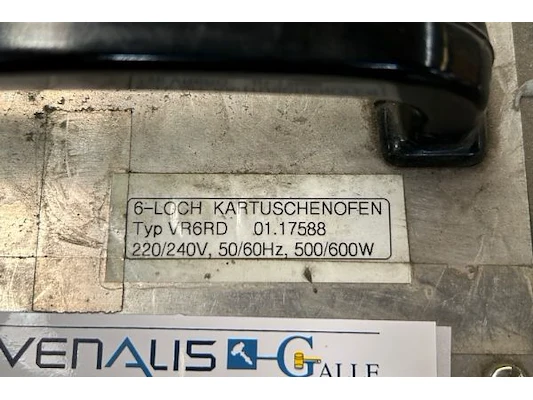 6-LOCH KARTUSCHENOFEN
Typ VR6RD 01.17588
220/240V, 50/60Hz, 500/600W
VENALIS GALLE